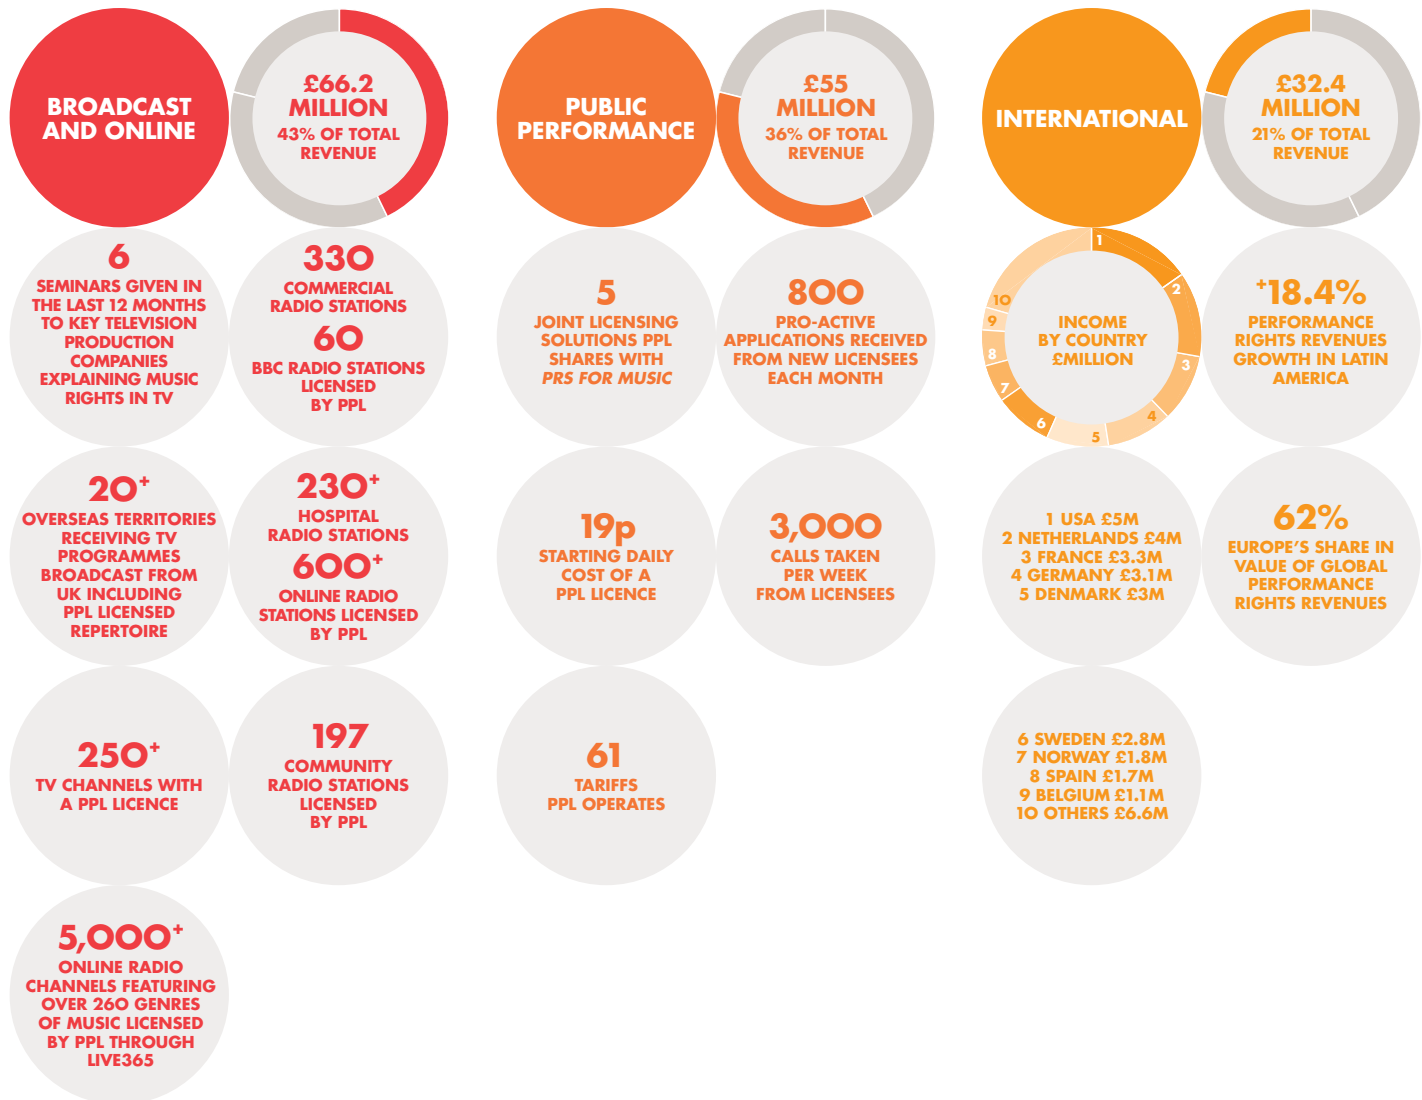 BROADCAST
AND ONLINE
£66.2
MILLION
43% OF TOTAL
REVENUE
6
SEMINARS GIVEN IN
THE LAST 12 MONTHS
TO KEY TELEVISION
PRODUCTION
COMPANIES
EXPLAINING MUSIC
RIGHTS IN TV
330
COMMERCIAL
RADIO STATIONS
60
BBC RADIO STATIONS
LICENSED
BY PPL
20+
OVERSEAS TERRITORIES
RECEIVING TV
PROGRAMMES
BROADCAST FROM
UK INCLUDING
PPL LICENSED
REPERTOIRE
230+
HOSPITAL
RADIO STATIONS
600+
ONLINE RADIO
STATIONS LICENSED
BY PPL
250+
TV CHANNELS WITH
A PPL LICENCE
197
COMMUNITY
RADIO STATIONS
LICENSED
BY PPL
5,000+
ONLINE RADIO
CHANNELS FEATURING
OVER 260 GENRES
OF MUSIC LICENSED
BY PPL THROUGH
LIVE365
PUBLIC
PERFORMANCE
£55
MILLION
36% OF TOTAL
REVENUE
5
JOINT LICENSING
SOLUTIONS PPL
SHARES WITH
PRS FOR MUSIC
800
PRO-ACTIVE
APPLICATIONS RECEIVED
FROM NEW LICENSEES
EACH MONTH
19p
STARTING DAILY
COST OF A
PPL LICENCE
3,000
CALLS TAKEN
PER WEEK
FROM LICENSEES
61
TARIFFS
PPL OPERATES
INTERNATIONAL
£32.4
MILLION
21% OF TOTAL
REVENUE
1
2
3
4
5
6
7
8
9
10
INCOME
BY COUNTRY
£MILLION
+18.4%
PERFORMANCE
RIGHTS REVENUES
GROWTH IN LATIN
AMERICA
1 USA £5M
2 NETHERLANDS £4M
3 FRANCE £3.3M
4 GERMANY £3.1M
5 DENMARK £3M
62%
EUROPE'S SHARE IN
VALUE OF GLOBAL
PERFORMANCE
RIGHTS REVENUES
6 SWEDEN £2.8M
7 NORWAY £1.8M
8 SPAIN £1.7M
9 BELGIUM £1.1M
10 OTHERS £6.6M